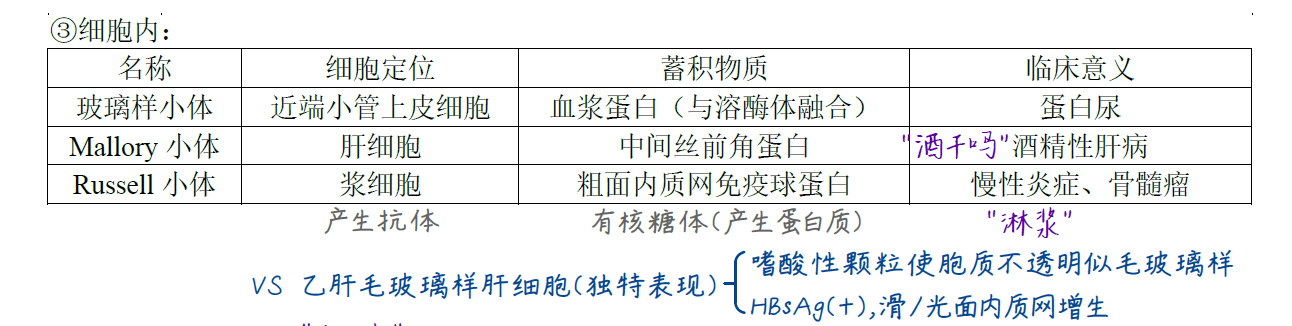 ③细胞内：
名称 细胞定位 蓄积物质 临床意义
玻璃样小体 近端小管上皮细胞 血浆蛋白（与溶酶体融合） 蛋白尿
Mallory 小体 肝细胞 中间丝前角蛋白 "酒干吗"酒精性肝病
Russell 小体 浆细胞 粗面内质网免疫球蛋白 慢性炎症、骨髓瘤
产生抗体 有核糖体(产生蛋白质) "淋浆"
VS 乙肝毛玻璃样肝细胞(独特表现)
嗜酸性颗粒使胞质不透明似毛玻璃样
HBsAg(+),滑/光面内质网增生